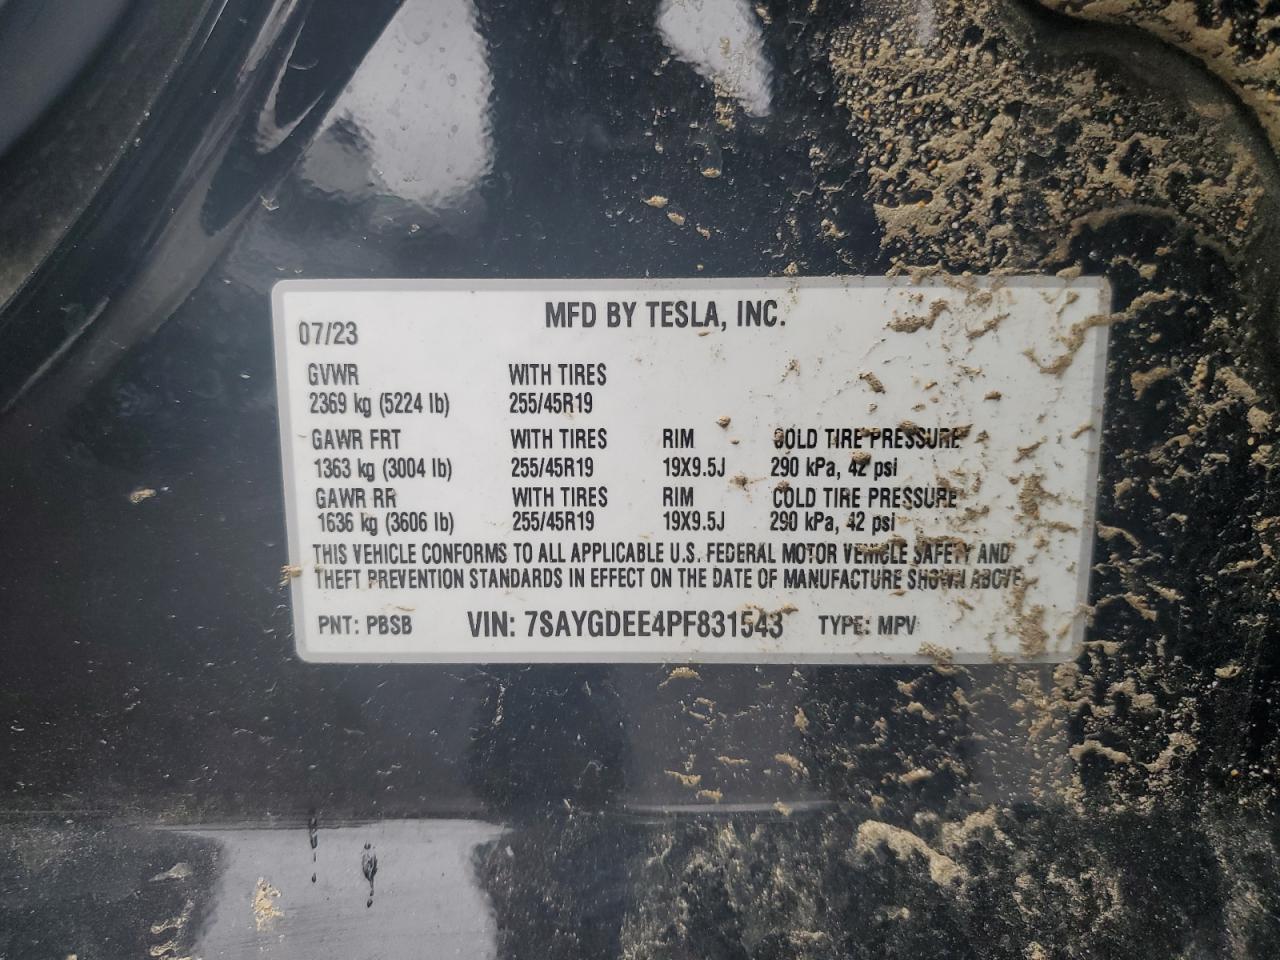 MFD BY TESLA, INC.
07/23
GVWR WITH TIRES
2369 kg (5224 lb) 255/45R19
GAWR FRT WITH TIRES RIM COLD TIRE PRESSURE
1363 kg (3004 lb) 255/45R19 19X9.5J 290 kPa, 42 psi
GAWR RR WITH TIRES RIM COLD TIRE PRESSURE
1636 kg (3606 lb) 255/45R19 19X9.5J 290 kPa, 42 psi
THIS VEHICLE CONFORMS TO ALL APPLICABLE U.S. FEDERAL MOTOR VEHICLE SAFETY AND
THEFT PREVENTION STANDARDS IN EFFECT ON THE DATE OF MANUFACTURE SHOWN ABOVE
PNT: PBSB VIN: 7SAYGDEE4PF831543 TYPE: MPV